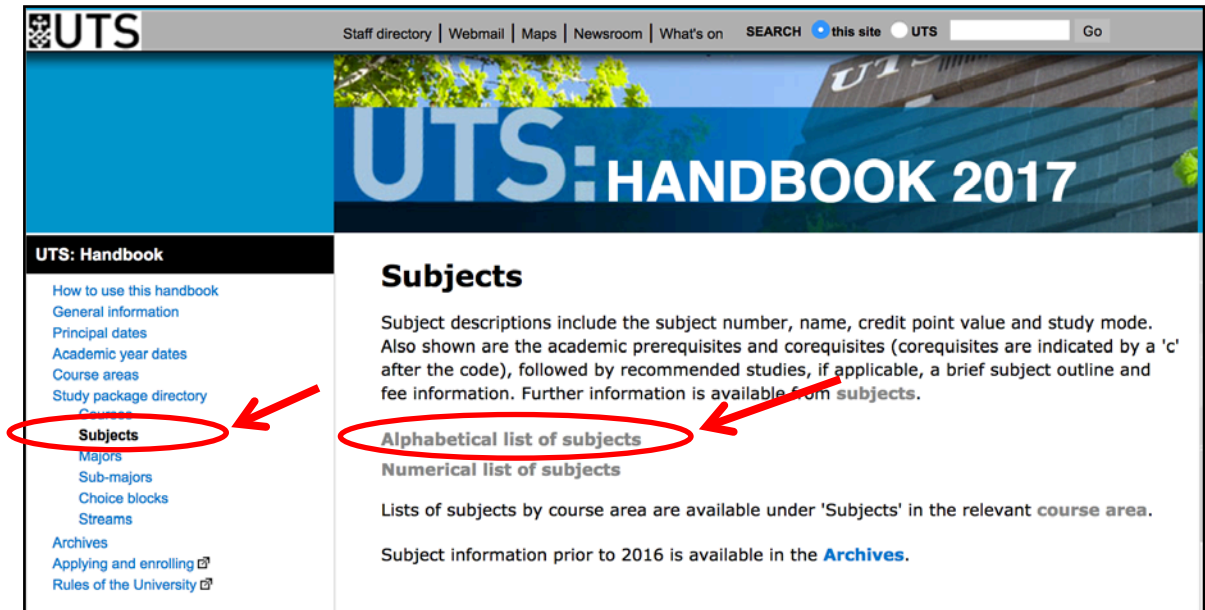 UTS
Staff directory | Webmail | Maps | Newsroom | What's on SEARCH this site UTS Go
UTS
UTS: HANDBOOK 2017
UTS: Handbook
How to use this handbook
General information
Principal dates
Academic year dates
Course areas
Study package directory
Courses
Subjects
Majors
Sub-majors
Choice blocks
Streams
Archives
Applying and enrolling
Rules of the University
Subjects
Subject descriptions include the subject number, name, credit point value and study mode.
Also shown are the academic prerequisites and corequisites (corequisites are indicated by a 'c'
after the code), followed by recommended studies, if applicable, a brief subject outline and
fee information. Further information is available from subjects.
Alphabetical list of subjects
Numerical list of subjects
Lists of subjects by course area are available under 'Subjects' in the relevant course area.
Subject information prior to 2016 is available in the Archives.